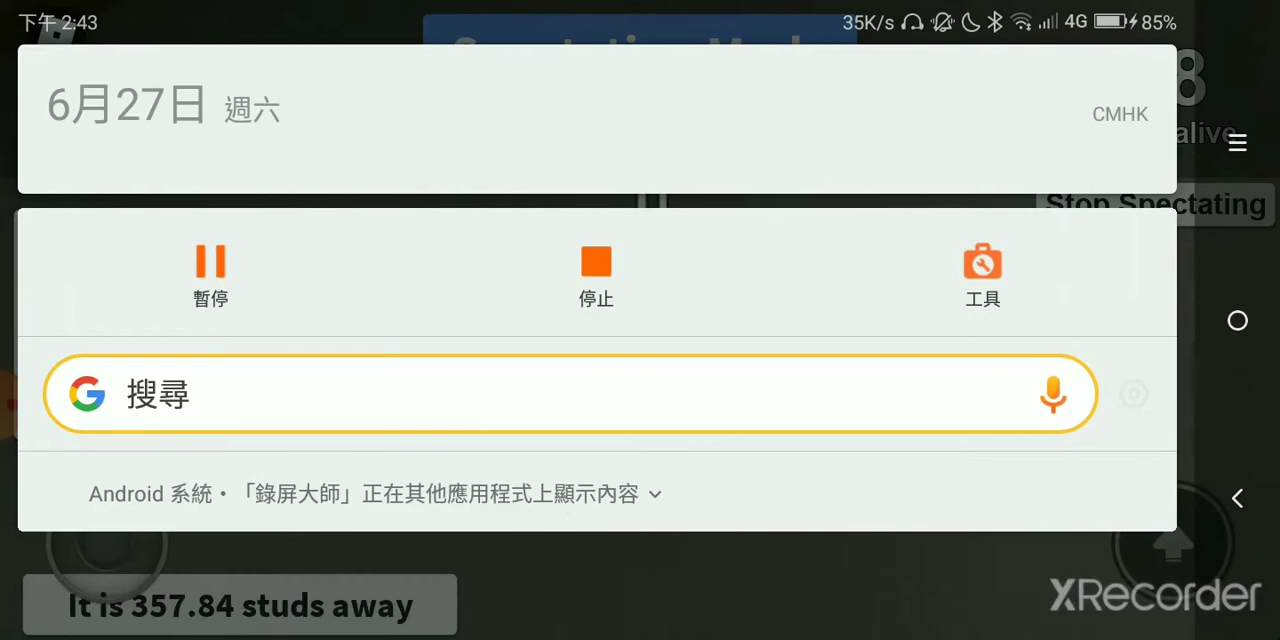 下午 2:43
35K/s
4G
85%
6月27日 週六
CMHK
8
alive
Stop Spectating
暫停
停止
工具
搜尋
Android 系統・「錄屏大師」正在其他應用程式上顯示內容
It is 357.84 studs away
XRecorder